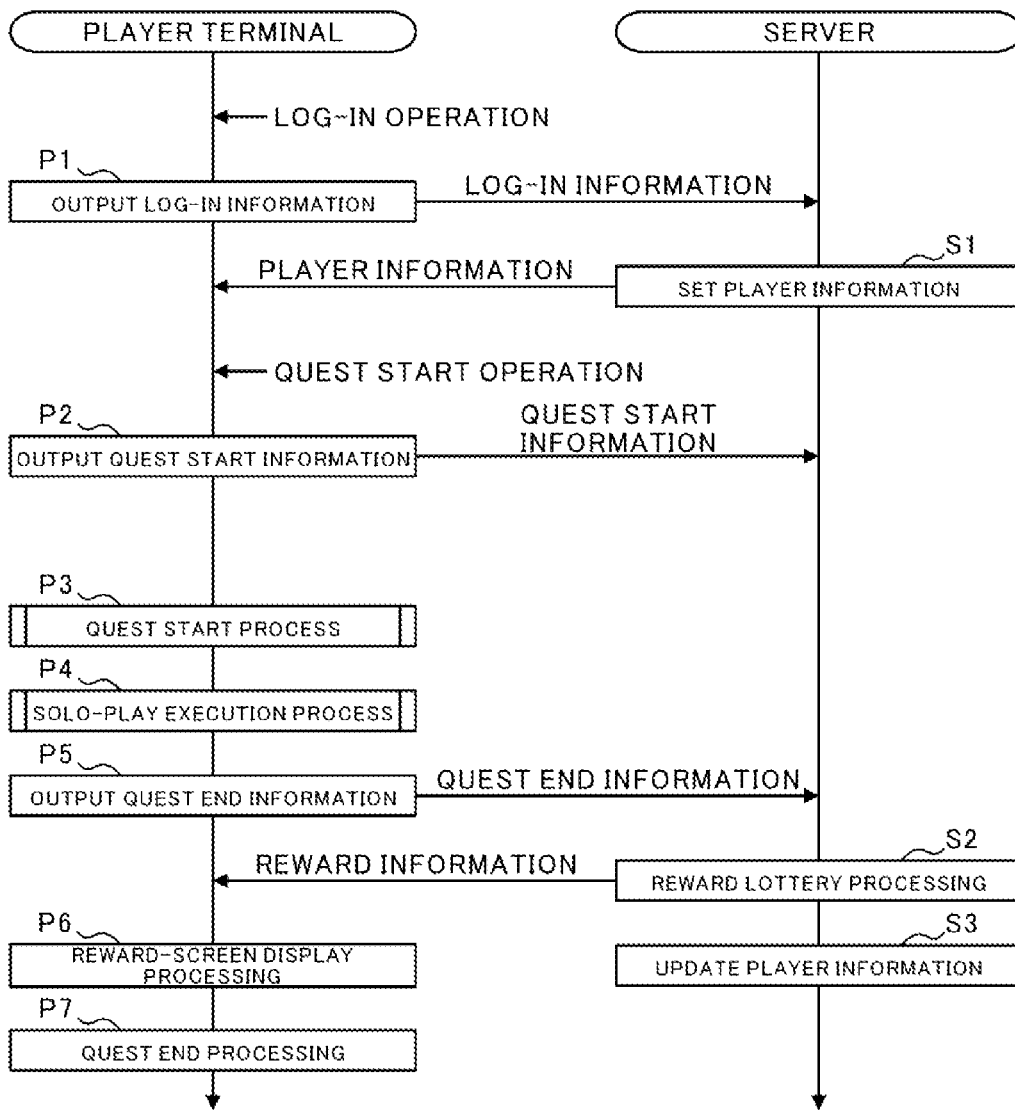 PLAYER TERMINAL
SERVER
LOG-IN OPERATION
P1
OUTPUT LOG-IN INFORMATION
LOG-IN INFORMATION
PLAYER INFORMATION
S1
SET PLAYER INFORMATION
QUEST START OPERATION
P2
OUTPUT QUEST START INFORMATION
QUEST START
INFORMATION
P3
QUEST START PROCESS
P4
SOLO-PLAY EXECUTION PROCESS
P5
OUTPUT QUEST END INFORMATION
QUEST END INFORMATION
REWARD INFORMATION
S2
REWARD LOTTERY PROCESSING
P6
REWARD-SCREEN DISPLAY
PROCESSING
S3
UPDATE PLAYER INFORMATION
P7
QUEST END PROCESSING